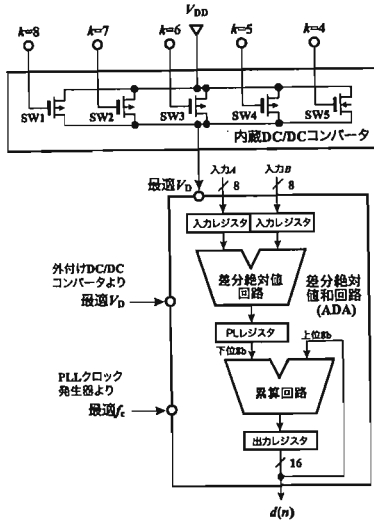 VDD
k=8
k=7
k=6
k=5
k=4
SW1
SW2
SW3
SW4
SW5
内蔵DC/DCコンバータ
最適VD
入力A
入力B
8
8
入力レジスタ
入力レジスタ
差分絶対値
回路
差分絶対
値和回路
(ADA)
外付けDC/DC
コンバータより
最適VD
PLレジスタ
下位8b
上位8b
PLLクロック
発生器より
最適fc
累算回路
出力レジスタ
16
d(n)